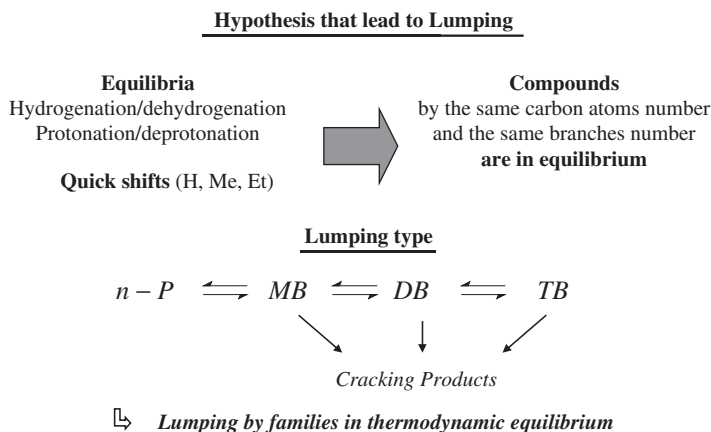 Hypothesis that lead to Lumping
Equilibria
Hydrogenation/dehydrogenation
Protonation/deprotonation
Quick shifts (H, Me, Et)
Compounds
by the same carbon atoms number
and the same branches number
are in equilibrium
Lumping type
n – P ⇌ MB ⇌ DB ⇌ TB
Cracking Products
Lumping by families in thermodynamic equilibrium